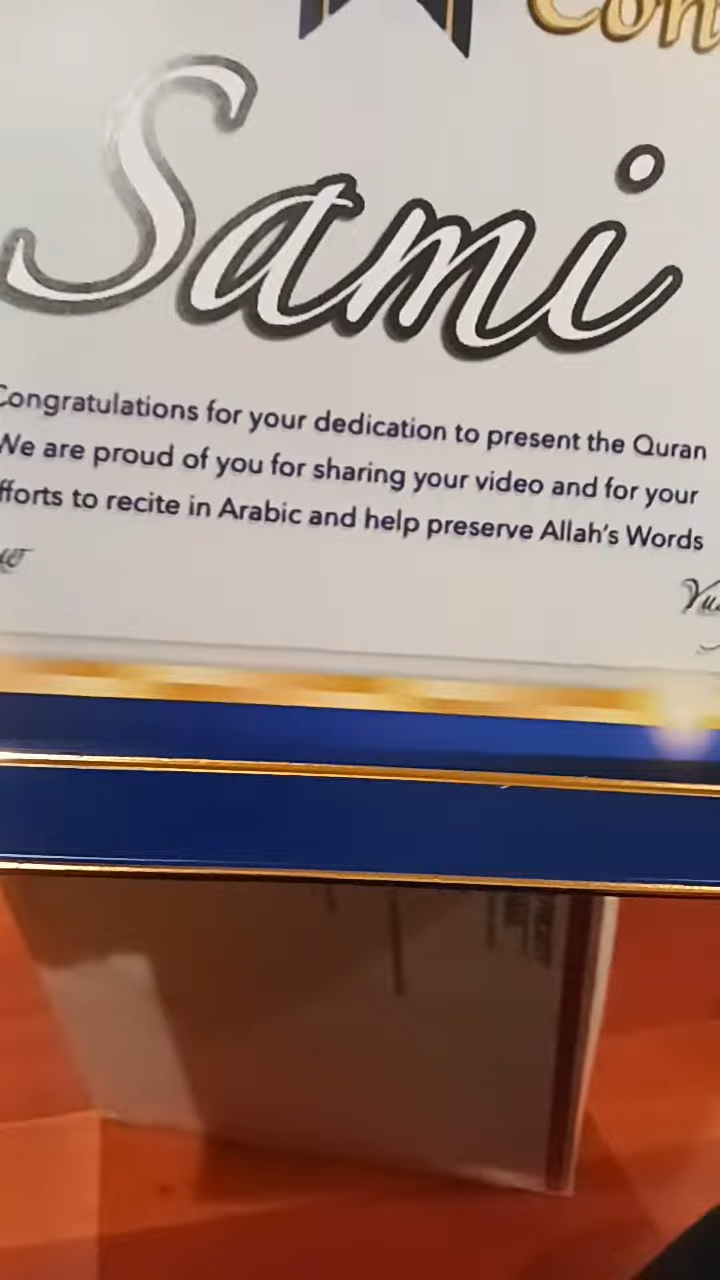 Con
Sami
Congratulations for your dedication to present the Quran
We are proud of you for sharing your video and for your
fforts to recite in Arabic and help preserve Allah's Words